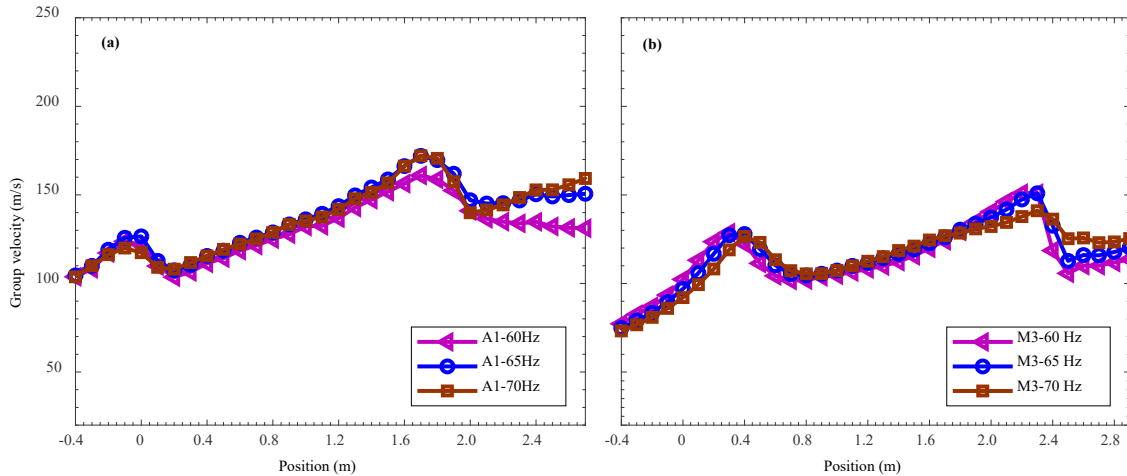 250
200
150
100
50
Group velocity (m/s)
(a)
A1-60Hz
A1-65Hz
A1-70Hz
-0.4 0 0.4 0.8 1.2 1.6 2.0 2.4
Position (m)
(b)
M3-60 Hz
M3-65 Hz
M3-70 Hz
-0.4 0 0.4 0.8 1.2 1.6 2.0 2.4 2.8
Position (m)